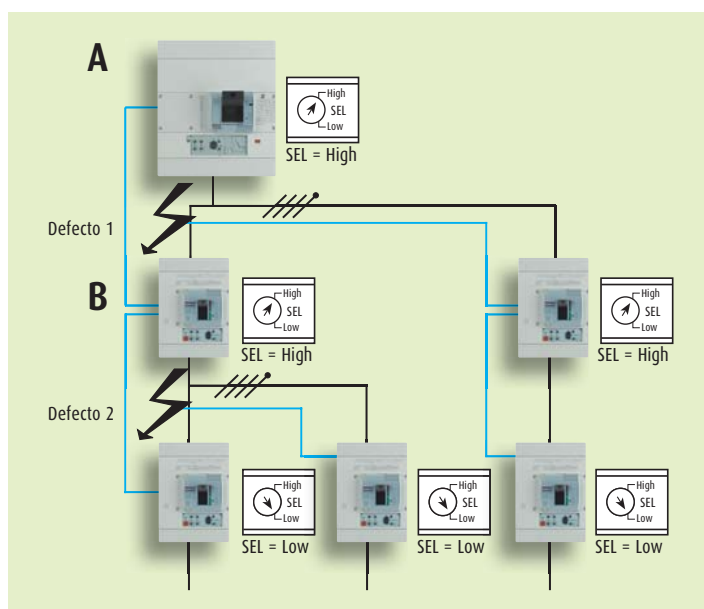 A
High
SEL
Low
SEL = High
Defecto 1
B
High
SEL
Low
SEL = High
High
SEL
Low
SEL = High
Defecto 2
High
SEL
Low
SEL = Low
High
SEL
Low
SEL = Low
High
SEL
Low
SEL = Low